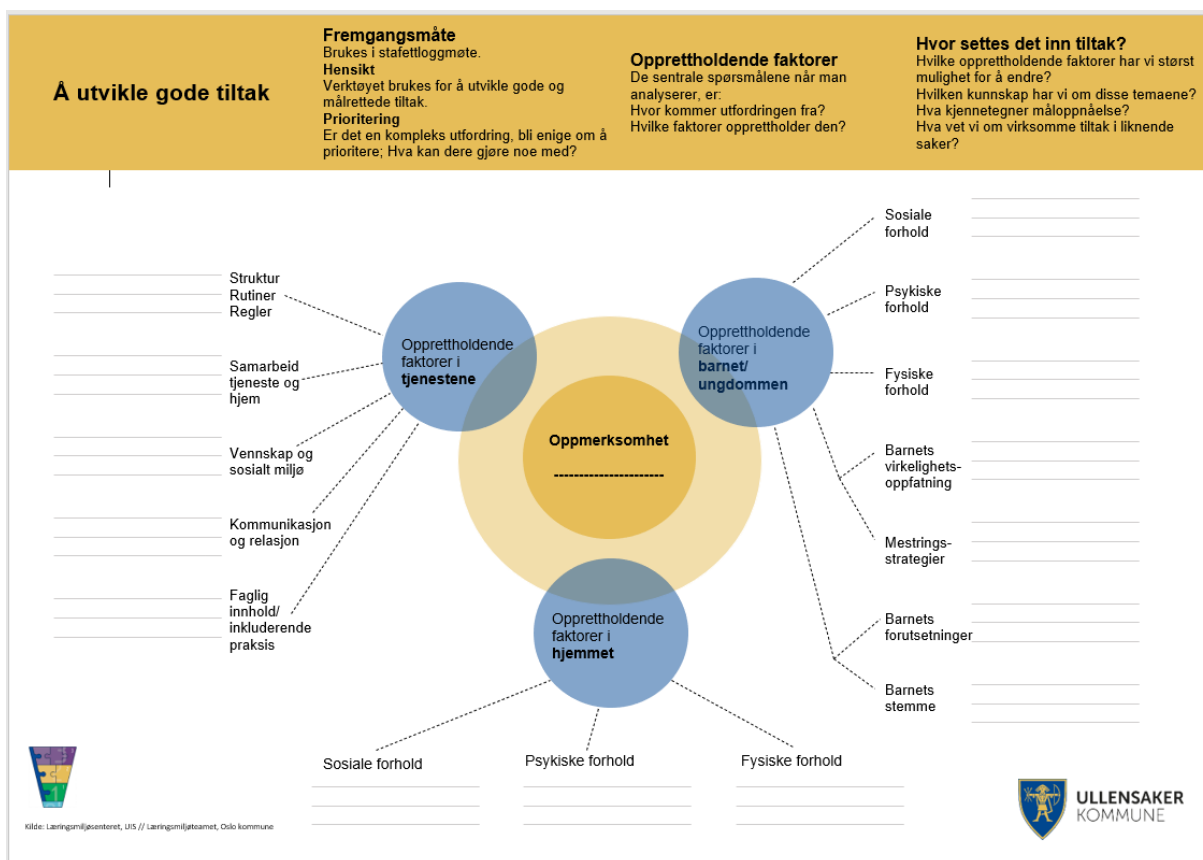 Å utvikle gode tiltak
Fremgangsmåte
Brukes i stafettloggmøte.
Hensikt
Verktøyet brukes for å utvikle gode og
målrettede tiltak.
Prioritering
Er det en kompleks utfordring, bli enige om å
prioritere; Hva kan dere gjøre noe med?
Opprettholdende faktorer
De sentrale spørsmålene når man
analyserer, er:
Hvor kommer utfordringen fra?
Hvilke faktorer opprettholder den?
Hvor settes det inn tiltak?
Hvilke opprettholdende faktorer har vi størst
mulighet for å endre?
Hvilken kunnskap har vi om disse temaene?
Hva kjennetegner måloppnåelse?
Hva vet vi om virksomme tiltak i liknende
saker?
Struktur
Rutiner
Regler
Samarbeid
tjeneste og
hjem
Vennskap og
sosialt miljø
Kommunikasjon
og relasjon
Faglig
innhold/
inkluderende
praksis
Opprettholdende
faktorer i
tjenestene
Oppmerksomhet
----------------------
Opprettholdende
faktorer i
barnet/
ungdommen
Sosiale
forhold
Psykiske
forhold
Fysiske
forhold
Barnets
virkelighets-
oppfatning
Mestrings-
strategier
Barnets
forutsetninger
Barnets
stemme
Opprettholdende
faktorer i
hjemmet
Sosiale forhold
Psykiske forhold
Fysiske forhold
Kilde: Læringsmiljøsenteret, UIS // Læringsmiljøteamet, Oslo kommune
ULLENSAKER
KOMMUNE